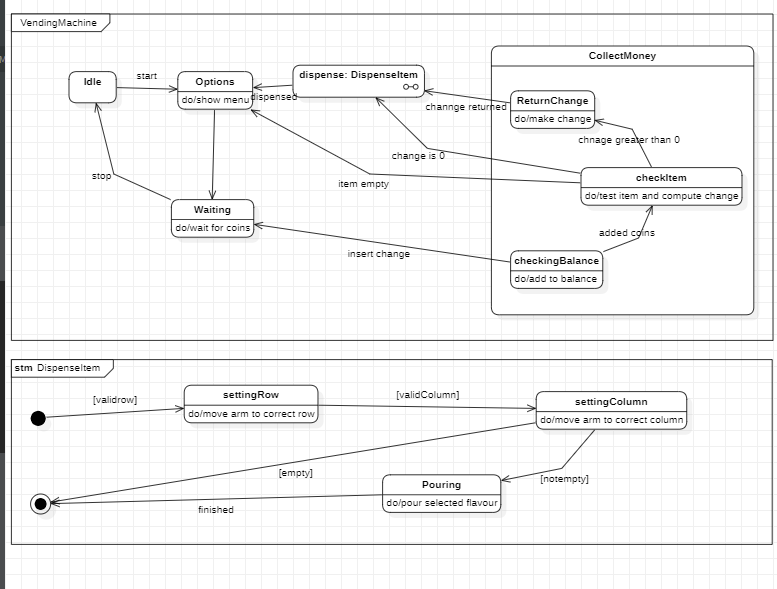 VendingMachine
CollectMoney
Idle
start
Options
do/show menu
dispensed
dispense: DispenseItem
channge returned
ReturnChange
do/make change
chnage greater than 0
change is 0
checkItem
do/test item and compute change
item empty
stop
Waiting
do/wait for coins
added coins
insert change
checkingBalance
do/add to balance
stm DispenseItem
[validrow]
settingRow
do/move arm to correct row
[validColumn]
settingColumn
do/move arm to correct column
[empty]
[notempty]
Pouring
do/pour selected flavour
finished